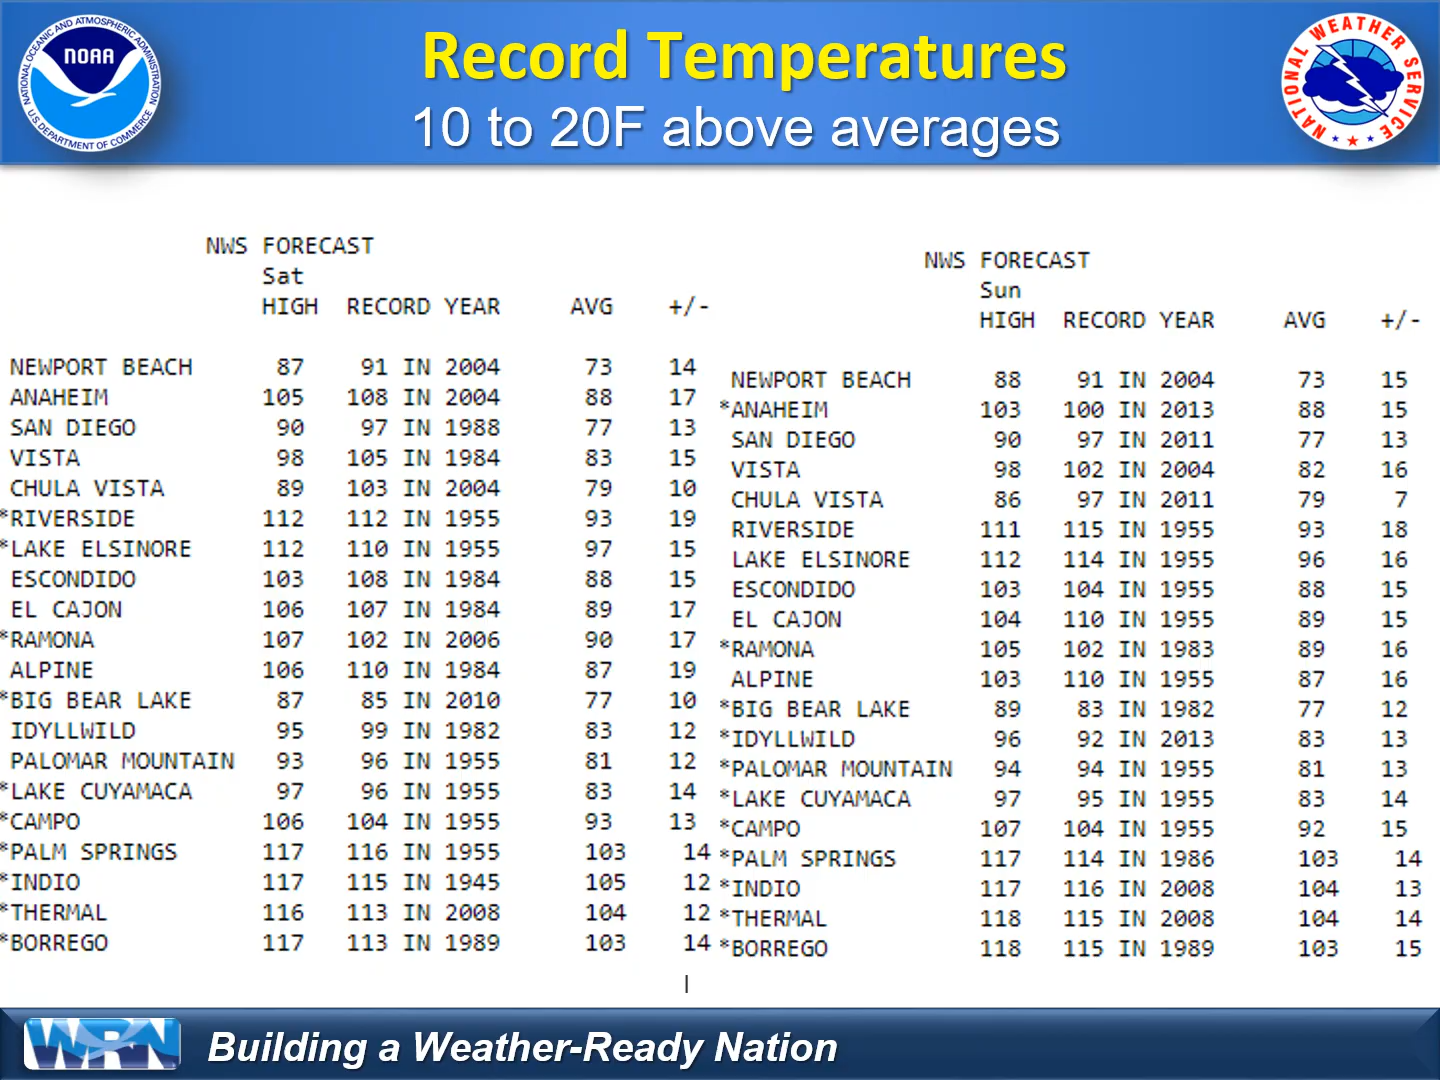 Record Temperatures
10 to 20F above averages
NATIONAL OCEANIC AND ATMOSPHERIC ADMINISTRATION
NOAA
U.S. DEPARTMENT OF COMMERCE
NATIONAL WEATHER SERVICE
NWS FORECAST
Sat
HIGH RECORD YEAR AVG +/-
NEWPORT BEACH 87 91 IN 2004 73 14
ANAHEIM 105 108 IN 2004 88 17
SAN DIEGO 90 97 IN 1988 77 13
VISTA 98 105 IN 1984 83 15
CHULA VISTA 89 103 IN 2004 79 10
*RIVERSIDE 112 112 IN 1955 93 19
*LAKE ELSINORE 112 110 IN 1955 97 15
ESCONDIDO 103 108 IN 1984 88 15
EL CAJON 106 107 IN 1984 89 17
*RAMONA 107 102 IN 2006 90 17
ALPINE 106 110 IN 1984 87 19
*BIG BEAR LAKE 87 85 IN 2010 77 10
IDYLLWILD 95 99 IN 1982 83 12
PALOMAR MOUNTAIN 93 96 IN 1955 81 12
*LAKE CUYAMACA 97 96 IN 1955 83 14
*CAMPO 106 104 IN 1955 93 13
*PALM SPRINGS 117 116 IN 1955 103 14
*INDIO 117 115 IN 1945 105 12
*THERMAL 116 113 IN 2008 104 12
*BORREGO 117 113 IN 1989 103 14
NWS FORECAST
Sun
HIGH RECORD YEAR AVG +/-
NEWPORT BEACH 88 91 IN 2004 73 15
*ANAHEIM 103 100 IN 2013 88 15
SAN DIEGO 90 97 IN 2011 77 13
VISTA 98 102 IN 2004 82 16
CHULA VISTA 86 97 IN 2011 79 7
RIVERSIDE 111 115 IN 1955 93 18
LAKE ELSINORE 112 114 IN 1955 96 16
ESCONDIDO 103 104 IN 1955 88 15
EL CAJON 104 110 IN 1955 89 15
*RAMONA 105 102 IN 1983 89 16
ALPINE 103 110 IN 1955 87 16
*BIG BEAR LAKE 89 83 IN 1982 77 12
*IDYLLWILD 96 92 IN 2013 83 13
*PALOMAR MOUNTAIN 94 94 IN 1955 81 13
*LAKE CUYAMACA 97 95 IN 1955 83 14
*CAMPO 107 104 IN 1955 92 15
*PALM SPRINGS 117 114 IN 1986 103 14
*INDIO 117 116 IN 2008 104 13
*THERMAL 118 115 IN 2008 104 14
*BORREGO 118 115 IN 1989 103 15
WRN
Building a Weather-Ready Nation